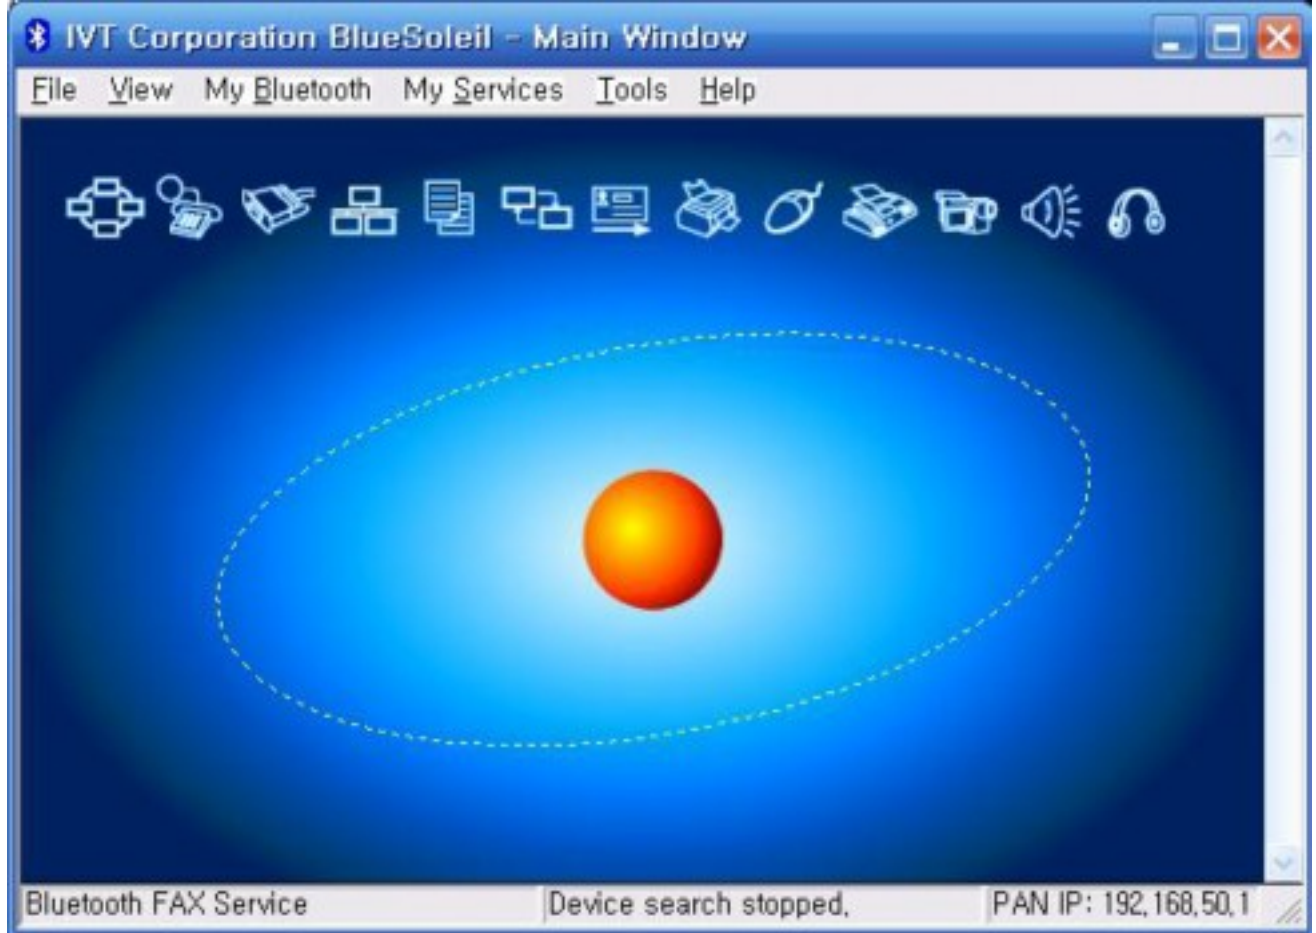 IVT Corporation BlueSoleil - Main Window
File View My Bluetooth My Services Tools Help
Bluetooth FAX Service Device search stopped, PAN IP: 192,168,50,1